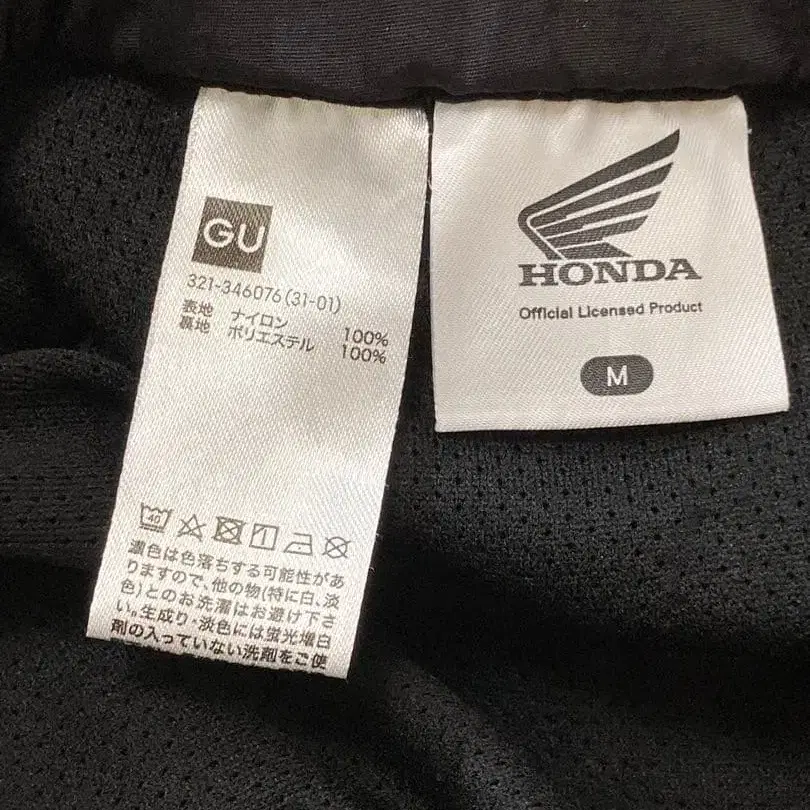 GU
321-346076(31-01)
表地 ナイロン 100%
裏地 ポリエステル 100%
40
濃色は色落ちする可能性があ
りますので、他の物(特に白、淡
色)とのお洗濯はお避け下さ
い。生成り・淡色には蛍光増白
剤の入っていない洗剤をご使
HONDA
Official Licensed Product
M